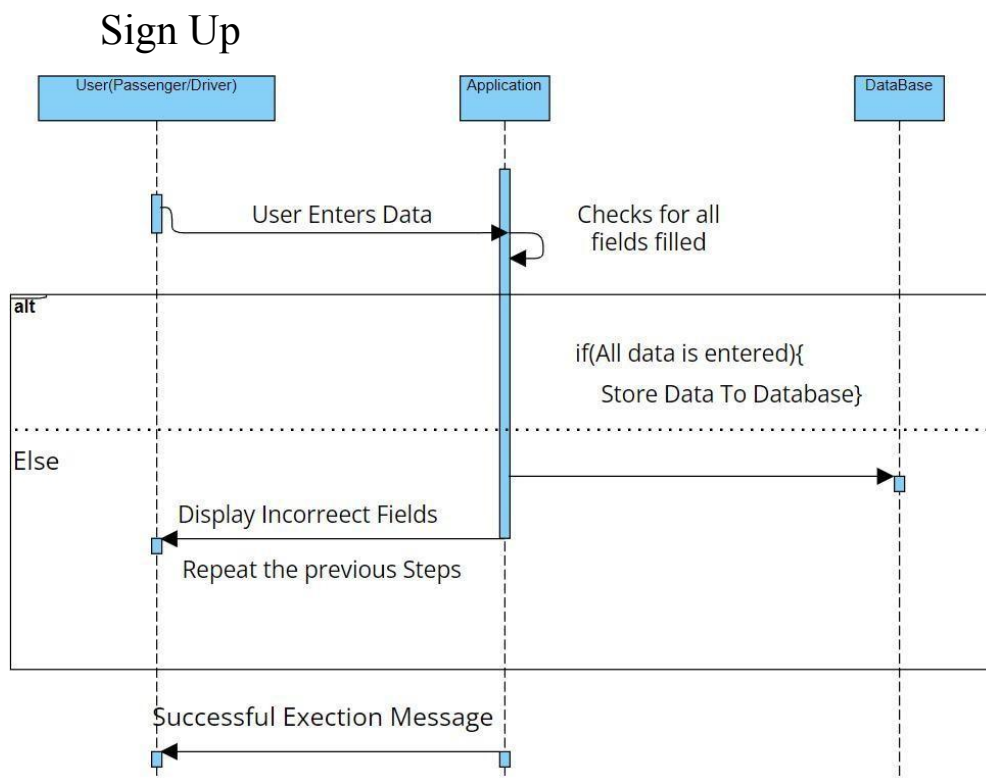 Sign Up
User(Passenger/Driver)
Application
DataBase
User Enters Data
Checks for all
fields filled
alt
if(All data is entered){
Store Data To Database}
Else
Display Incorreect Fields
Repeat the previous Steps
Successful Exection Message